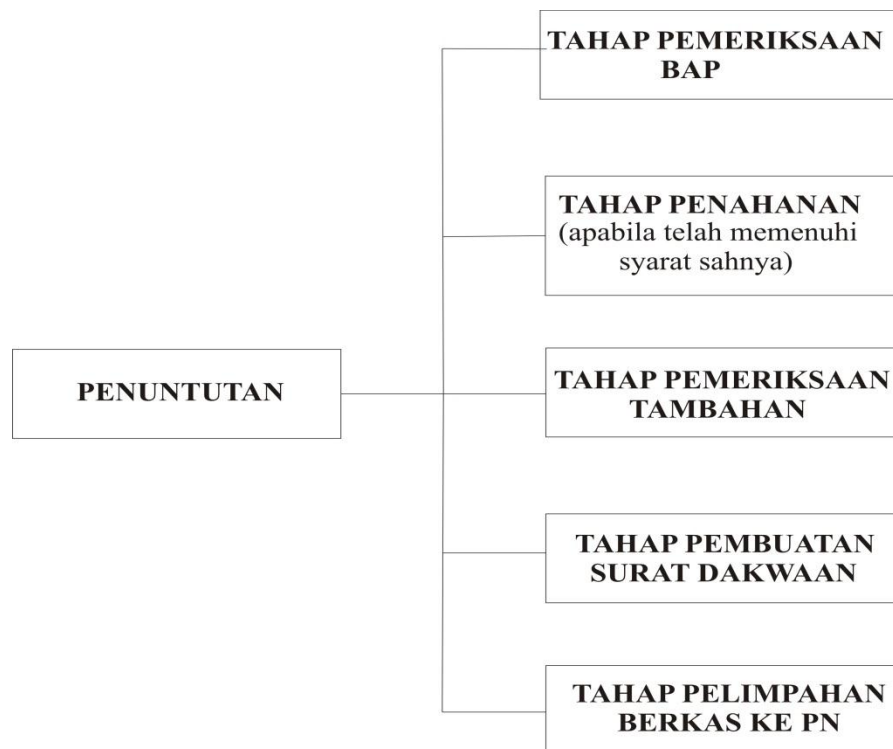 TAHAP PEMERIKSAAN
BAP
TAHAP PENAHANAN
(apabila telah memenuhi
syarat sahnya)
PENUNTUTAN
TAHAP PEMERIKSAAN
TAMBAHAN
TAHAP PEMBUATAN
SURAT DAKWAAN
TAHAP PELIMPAHAN
BERKAS KE PN